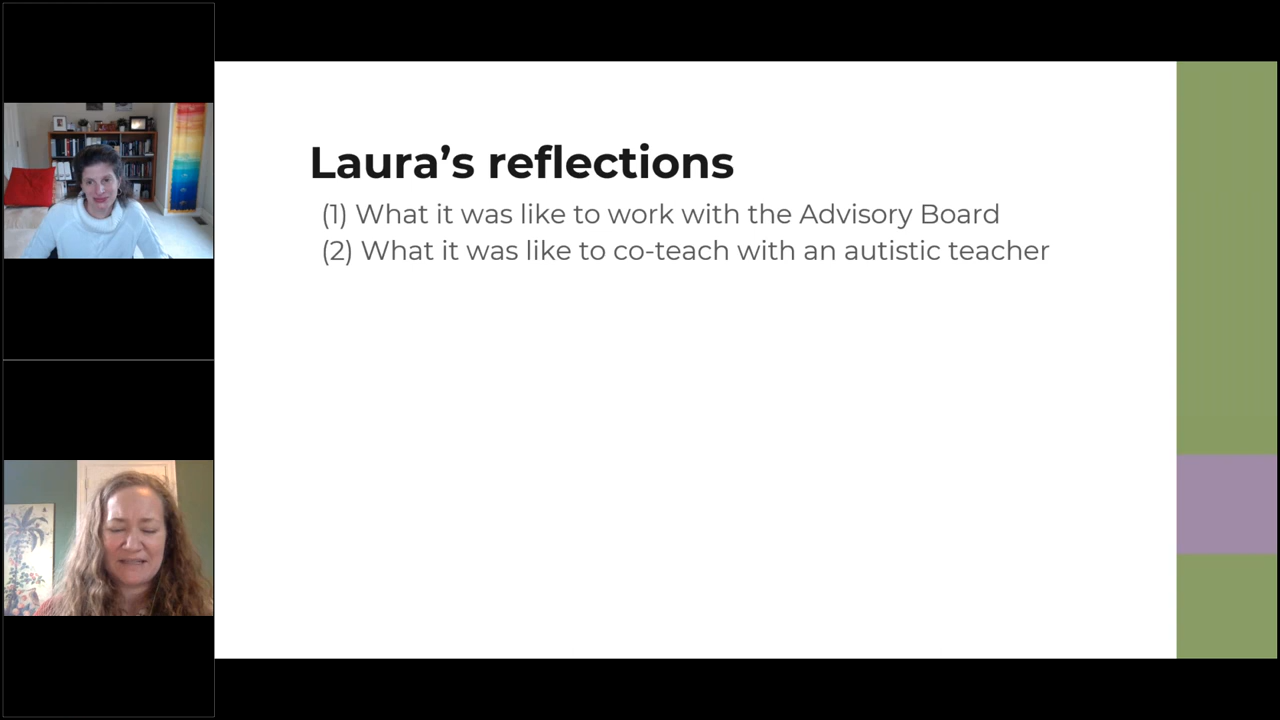 Laura’s reflections
(1) What it was like to work with the Advisory Board
(2) What it was like to co-teach with an autistic teacher